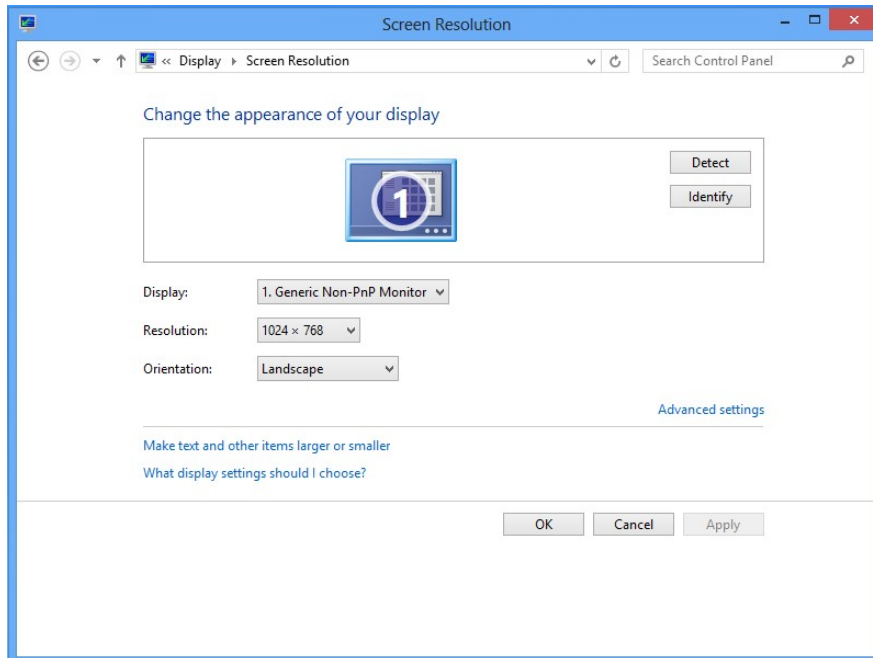 Screen Resolution
« Display Screen Resolution
Search Control Panel
Change the appearance of your display
1
Detect
Identify
Display: 1. Generic Non-PnP Monitor
Resolution: 1024 × 768
Orientation: Landscape
Advanced settings
Make text and other items larger or smaller
What display settings should I choose?
OK Cancel Apply